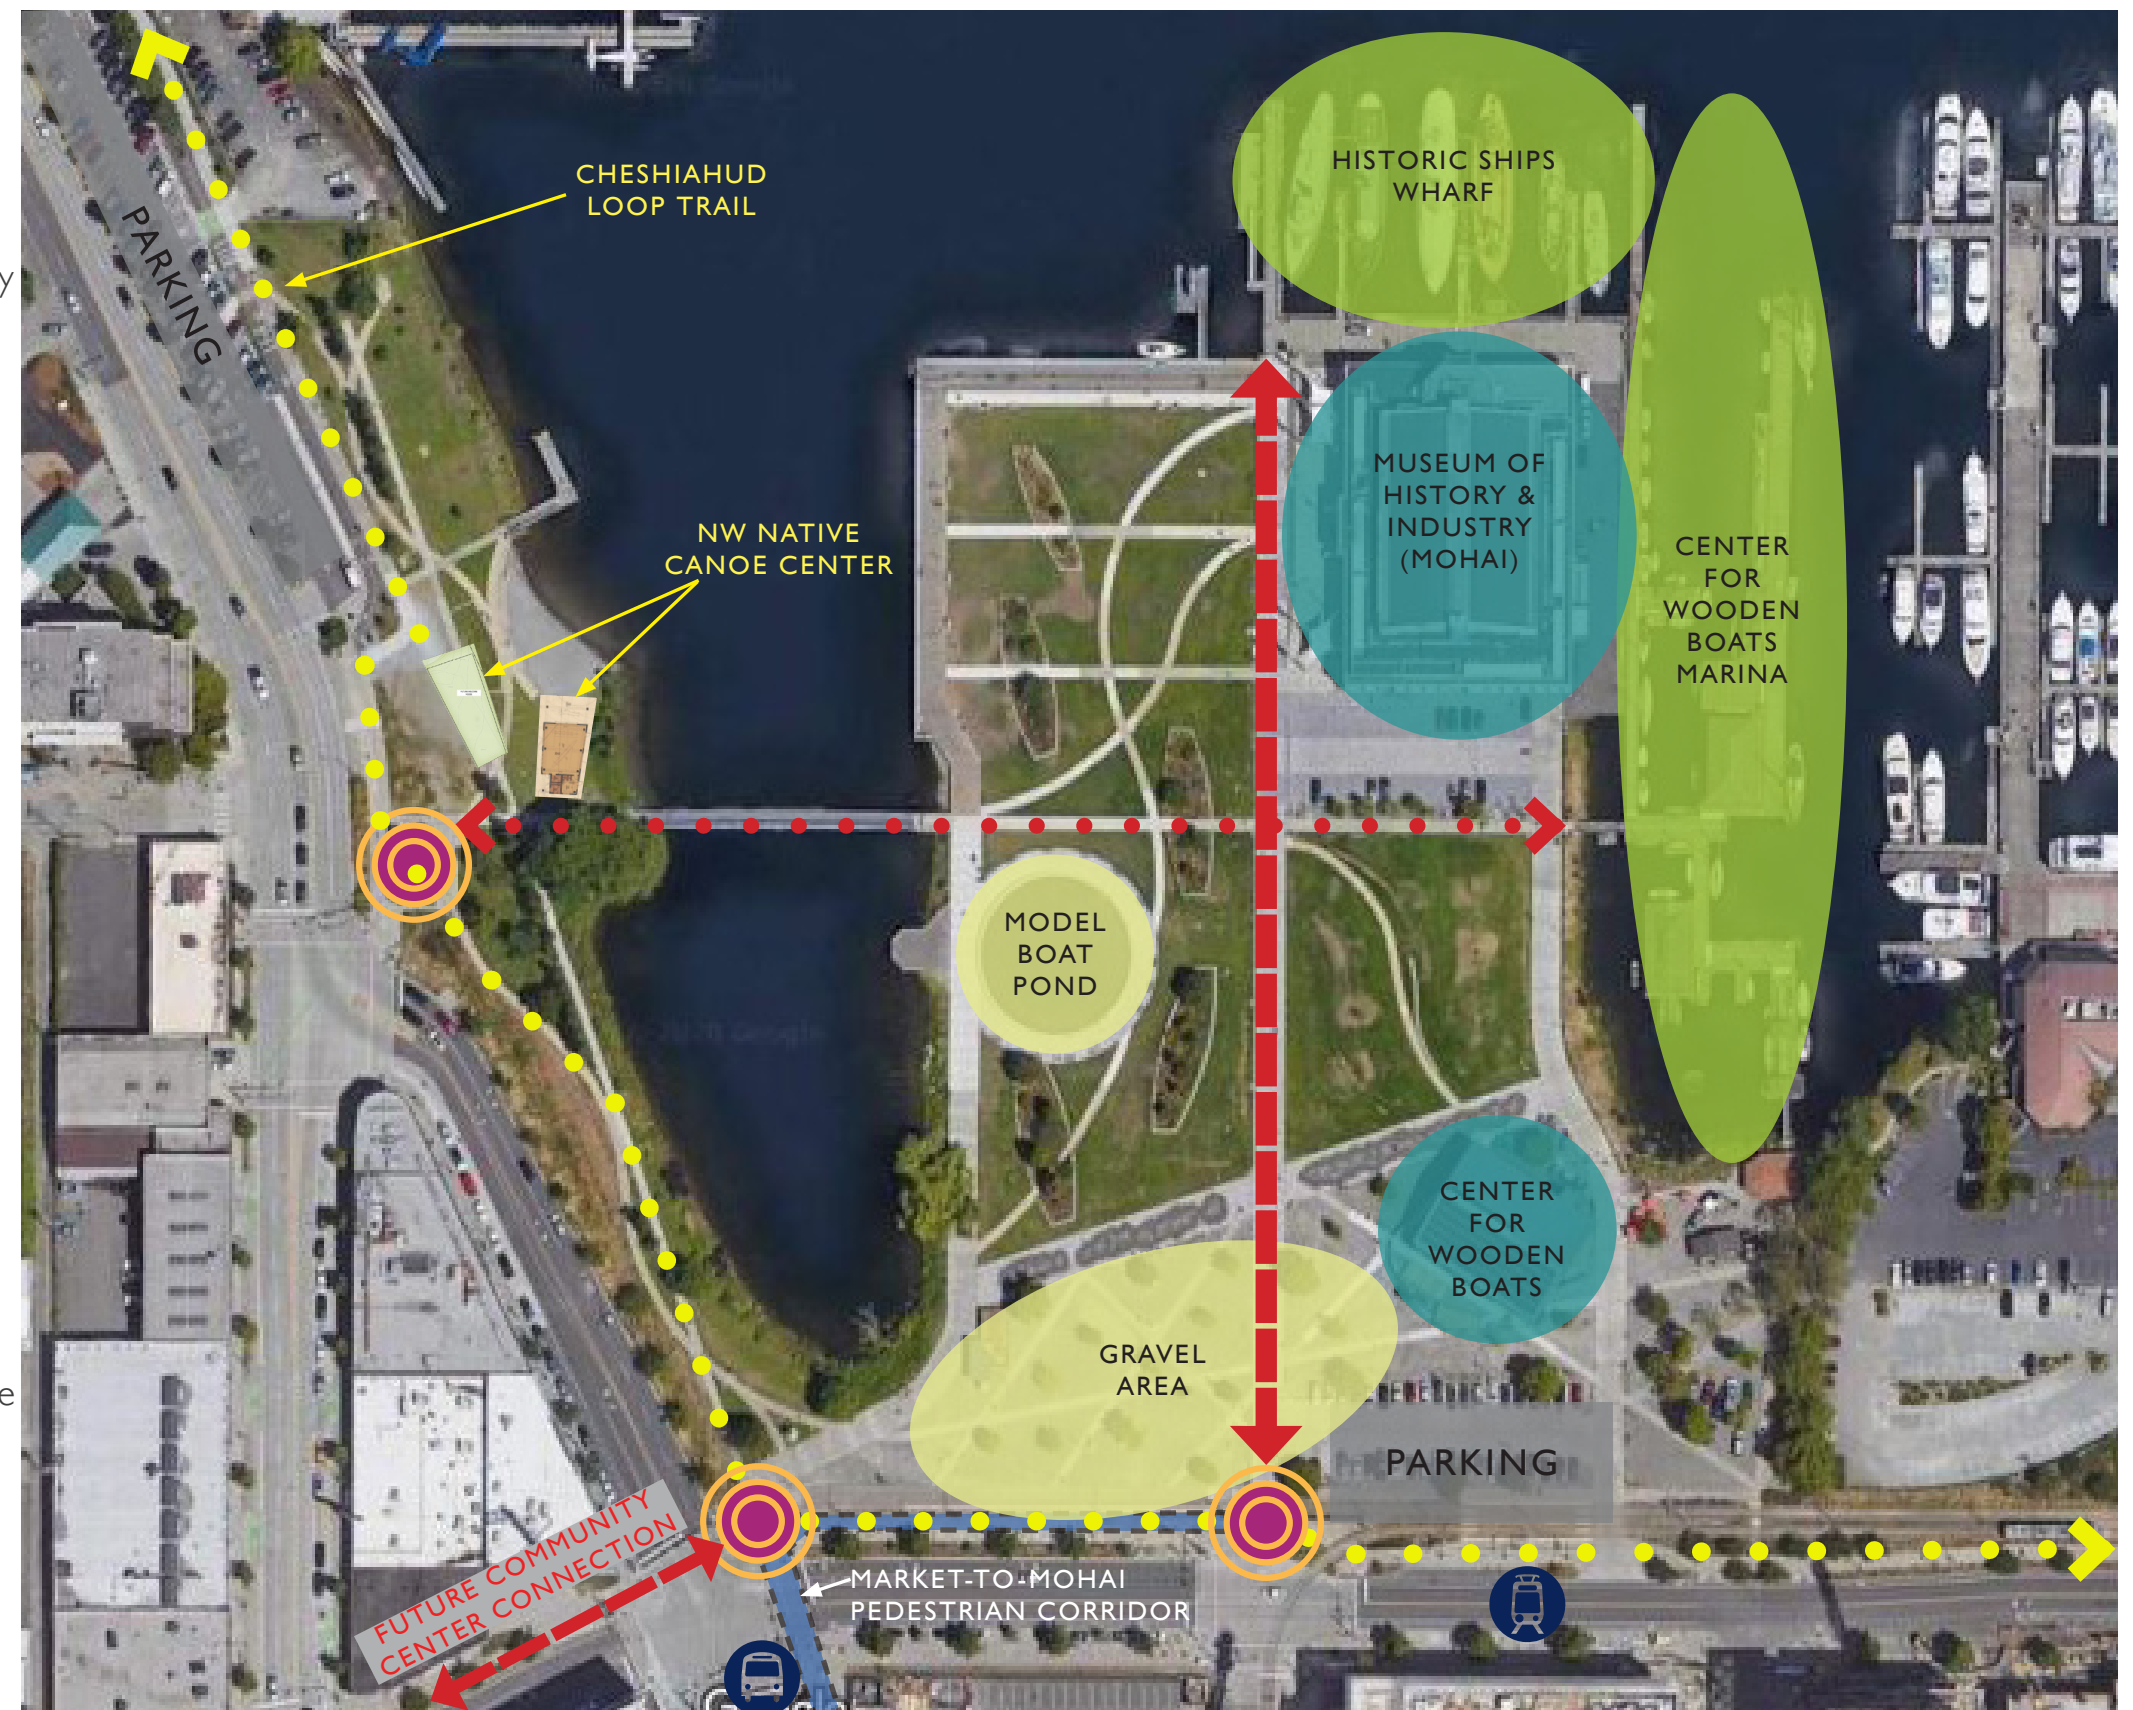 y
e
CHESHIAHUD
LOOP TRAIL
PARKING
HISTORIC SHIPS
WHARF
NW NATIVE
CANOE CENTER
MUSEUM OF
HISTORY &
INDUSTRY
(MOHAI)
CENTER
FOR
WOODEN
BOATS
MARINA
MODEL
BOAT
POND
CENTER
FOR
WOODEN
BOATS
GRAVEL
AREA
PARKING
FUTURE COMMUNITY
CENTER CONNECTION
MARKET-TO-MOHAI
PEDESTRIAN CORRIDOR